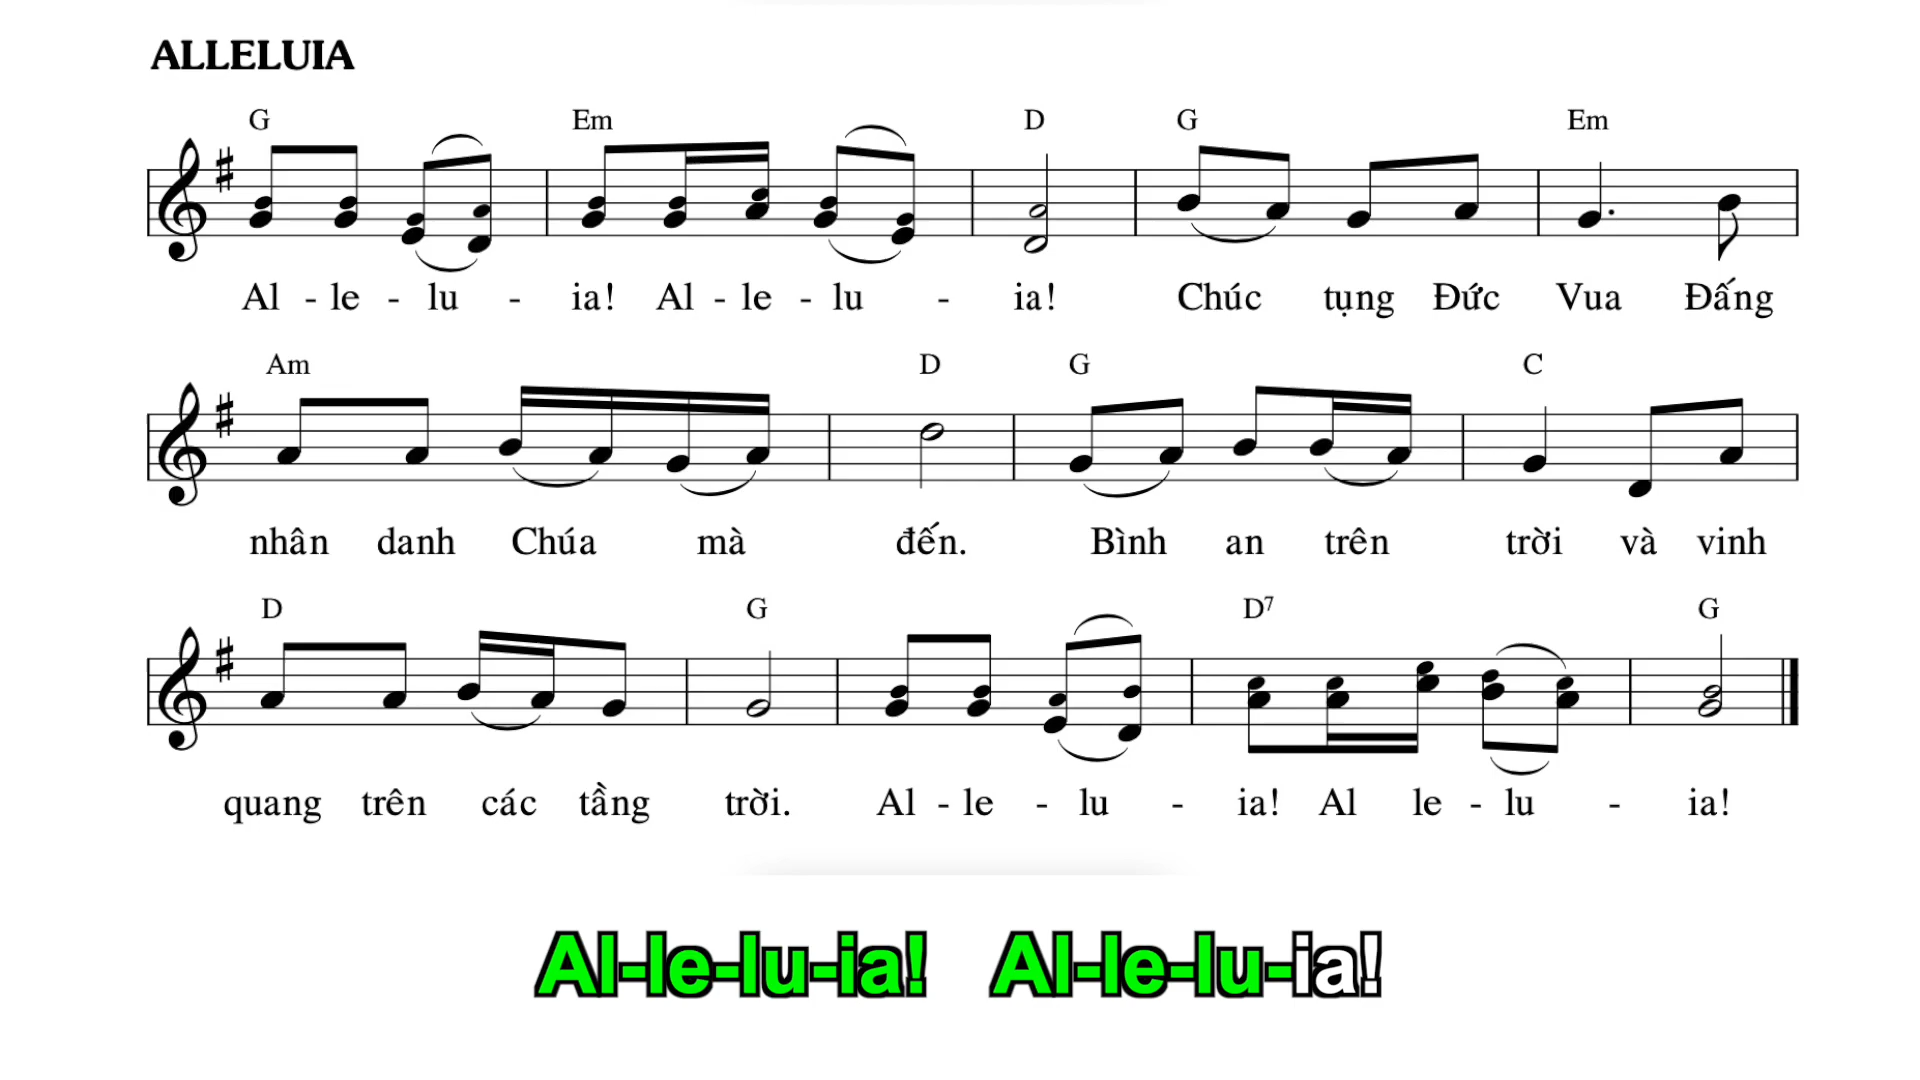 ALLELUIA
G Em D G Em
Al - le - lu - ia! Al - le - lu - ia! Chúc tụng Đức Vua Đấng
Am D G C
nhân danh Chúa mà đến. Bình an trên trời và vinh
D G D7 G
quang trên các tầng trời. Al - le - lu - ia! Al le - lu - ia!
Al-le-lu-ia! Al-le-lu-ia!